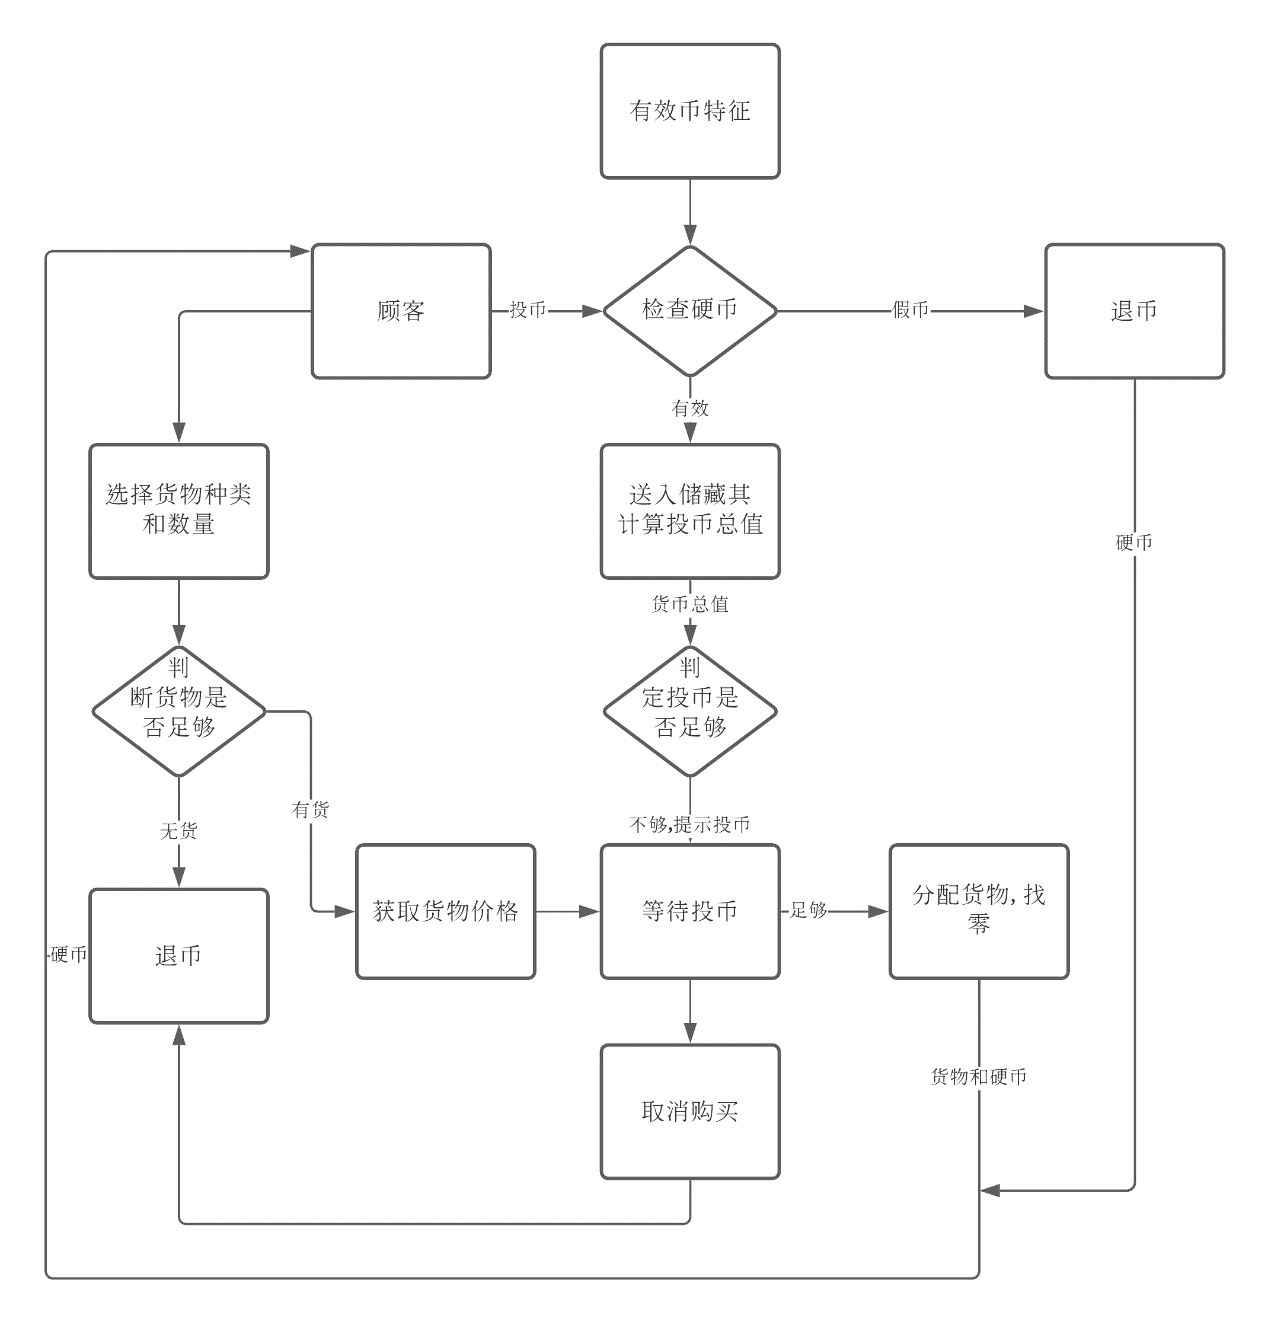 有效币特征
顾客
投币
检查硬币
假币
退币
有效
选择货物种类
和数量
送入储藏其
计算投币总值
硬币
货币总值
判
断货物是
否足够
判
定投币是
否足够
有货
无货
不够,提示投币
获取货物价格
等待投币
足够
分配货物,找
零
硬币
退币
货物和硬币
取消购买